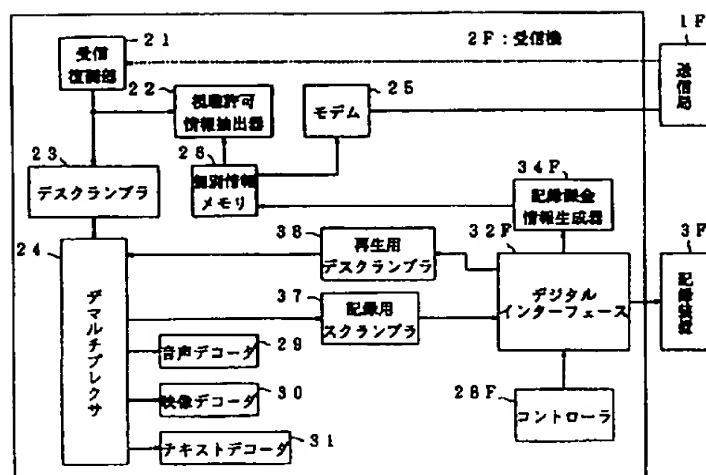 21
受信
復調部
2F:受信機
1F
送信局
22
視聴許可
情報抽出器
25
モデム
23
デスクランブラ
26
個別情報
メモリ
34F
記録課金
情報生成器
24
デマルチプレクサ
38
再生用
デスクランブラ
32F
デジタル
インターフェース
3F
記録装置
37
記録用
スクランブラ
音声デコーダ
29
映像デコーダ
30
28F
コントローラ
テキストデコーダ
31